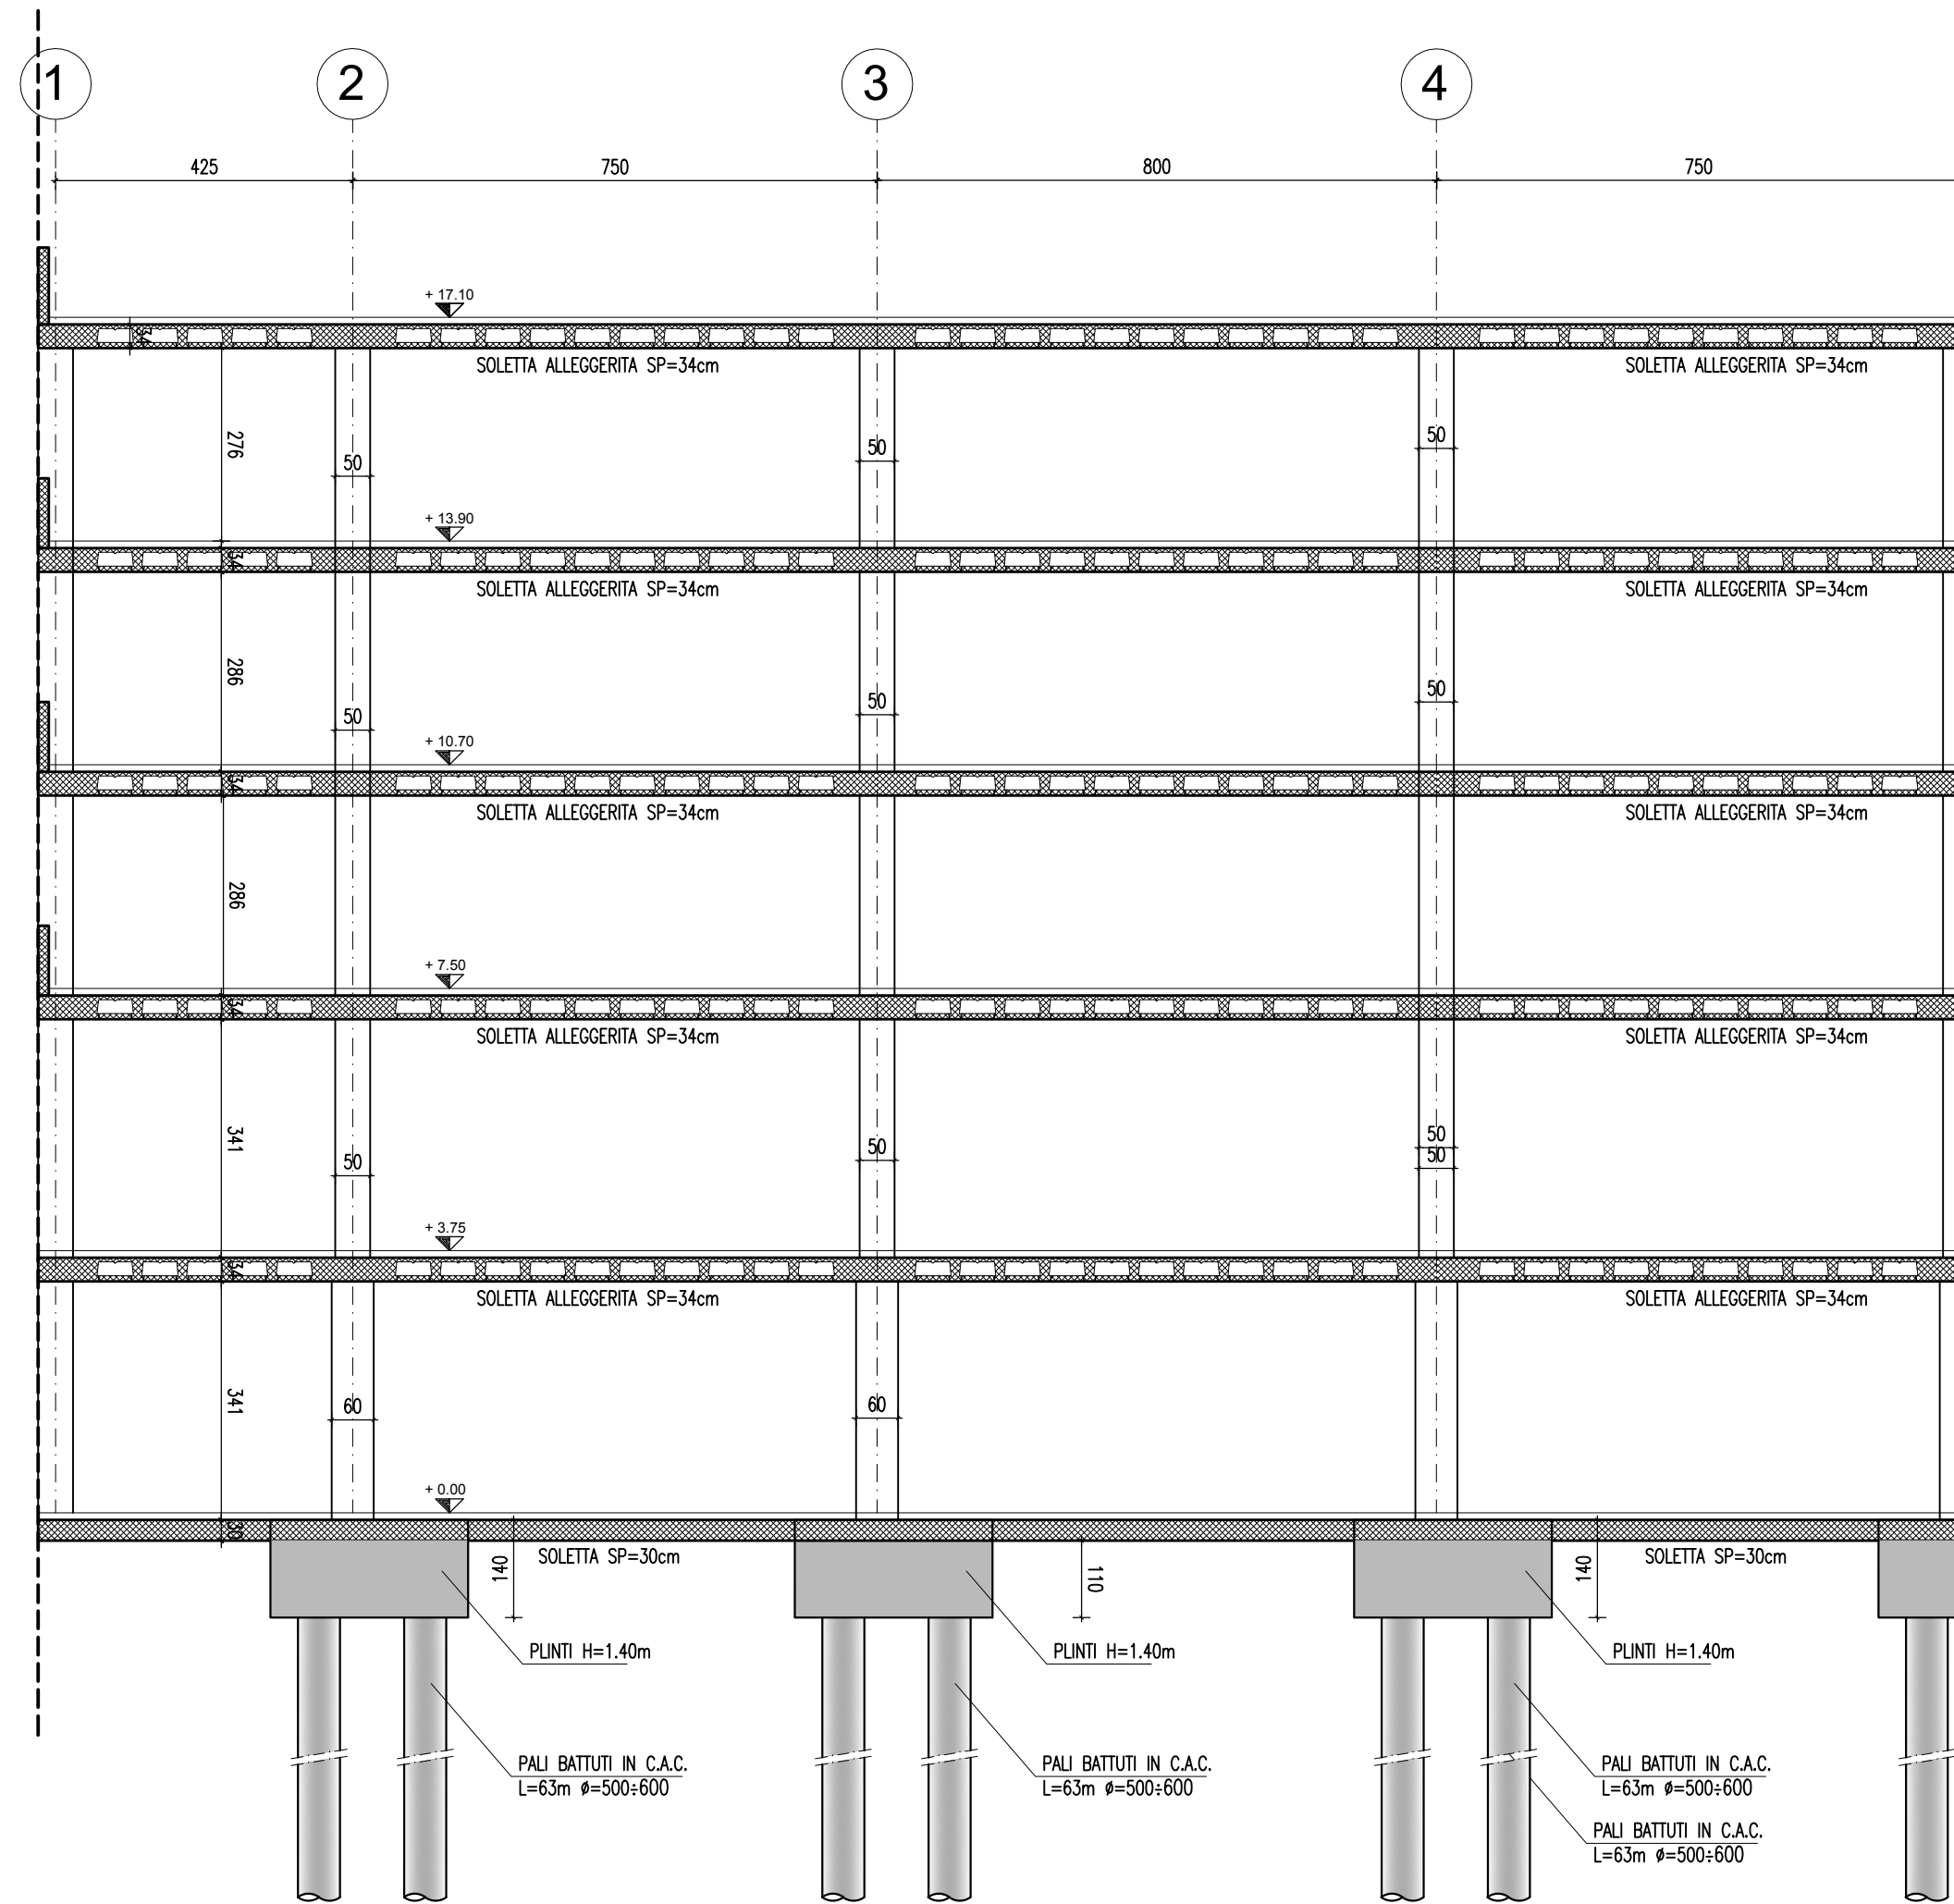 1 2 3 4
425 750 800 750
+ 17.10
34
SOLETTA ALLEGGERITA SP=34cm SOLETTA ALLEGGERITA SP=34cm
276
50 50 50
+ 13.90
34
SOLETTA ALLEGGERITA SP=34cm SOLETTA ALLEGGERITA SP=34cm
286
50 50 50
+ 10.70
34
SOLETTA ALLEGGERITA SP=34cm SOLETTA ALLEGGERITA SP=34cm
286
+ 7.50
34
SOLETTA ALLEGGERITA SP=34cm SOLETTA ALLEGGERITA SP=34cm
341
50 50 50
50
+ 3.75
34
SOLETTA ALLEGGERITA SP=34cm SOLETTA ALLEGGERITA SP=34cm
341
60 60
+ 0.00
30
SOLETTA SP=30cm SOLETTA SP=30cm
140 110 140
PLINTI H=1.40m PLINTI H=1.40m PLINTI H=1.40m
PALI BATTUTI IN C.A.C. PALI BATTUTI IN C.A.C. PALI BATTUTI IN C.A.C.
L=63m ø=500÷600 L=63m ø=500÷600 L=63m ø=500÷600
PALI BATTUTI IN C.A.C.
L=63m ø=500÷600